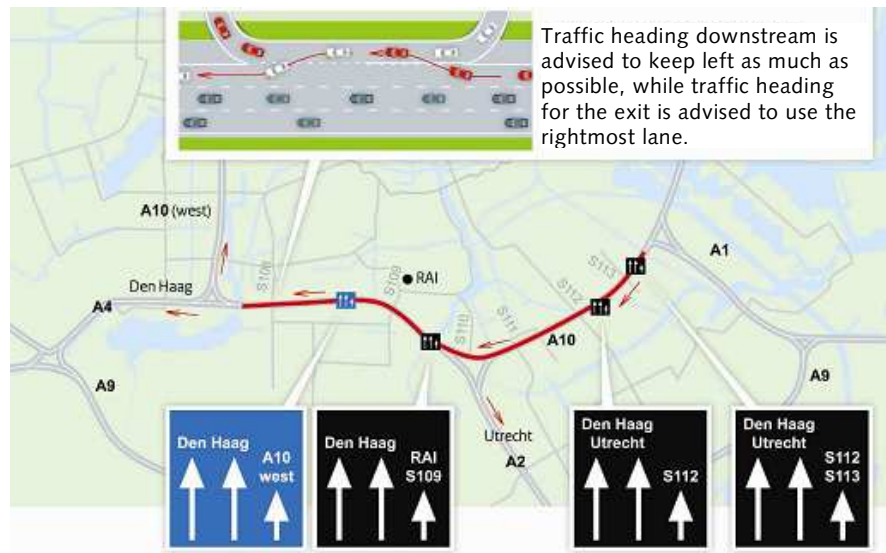 Traffic heading downstream is
advised to keep left as much as
possible, while traffic heading
for the exit is advised to use the
rightmost lane.
A10 (west)
A1
S108
S109
RAI
S113
Den Haag
S112
A4
S110
S111
A10
A9
A9
Utrecht
A2
Den Haag
A10
west
Den Haag
RAI
S109
Den Haag
Utrecht
S112
Den Haag
Utrecht
S112
S113